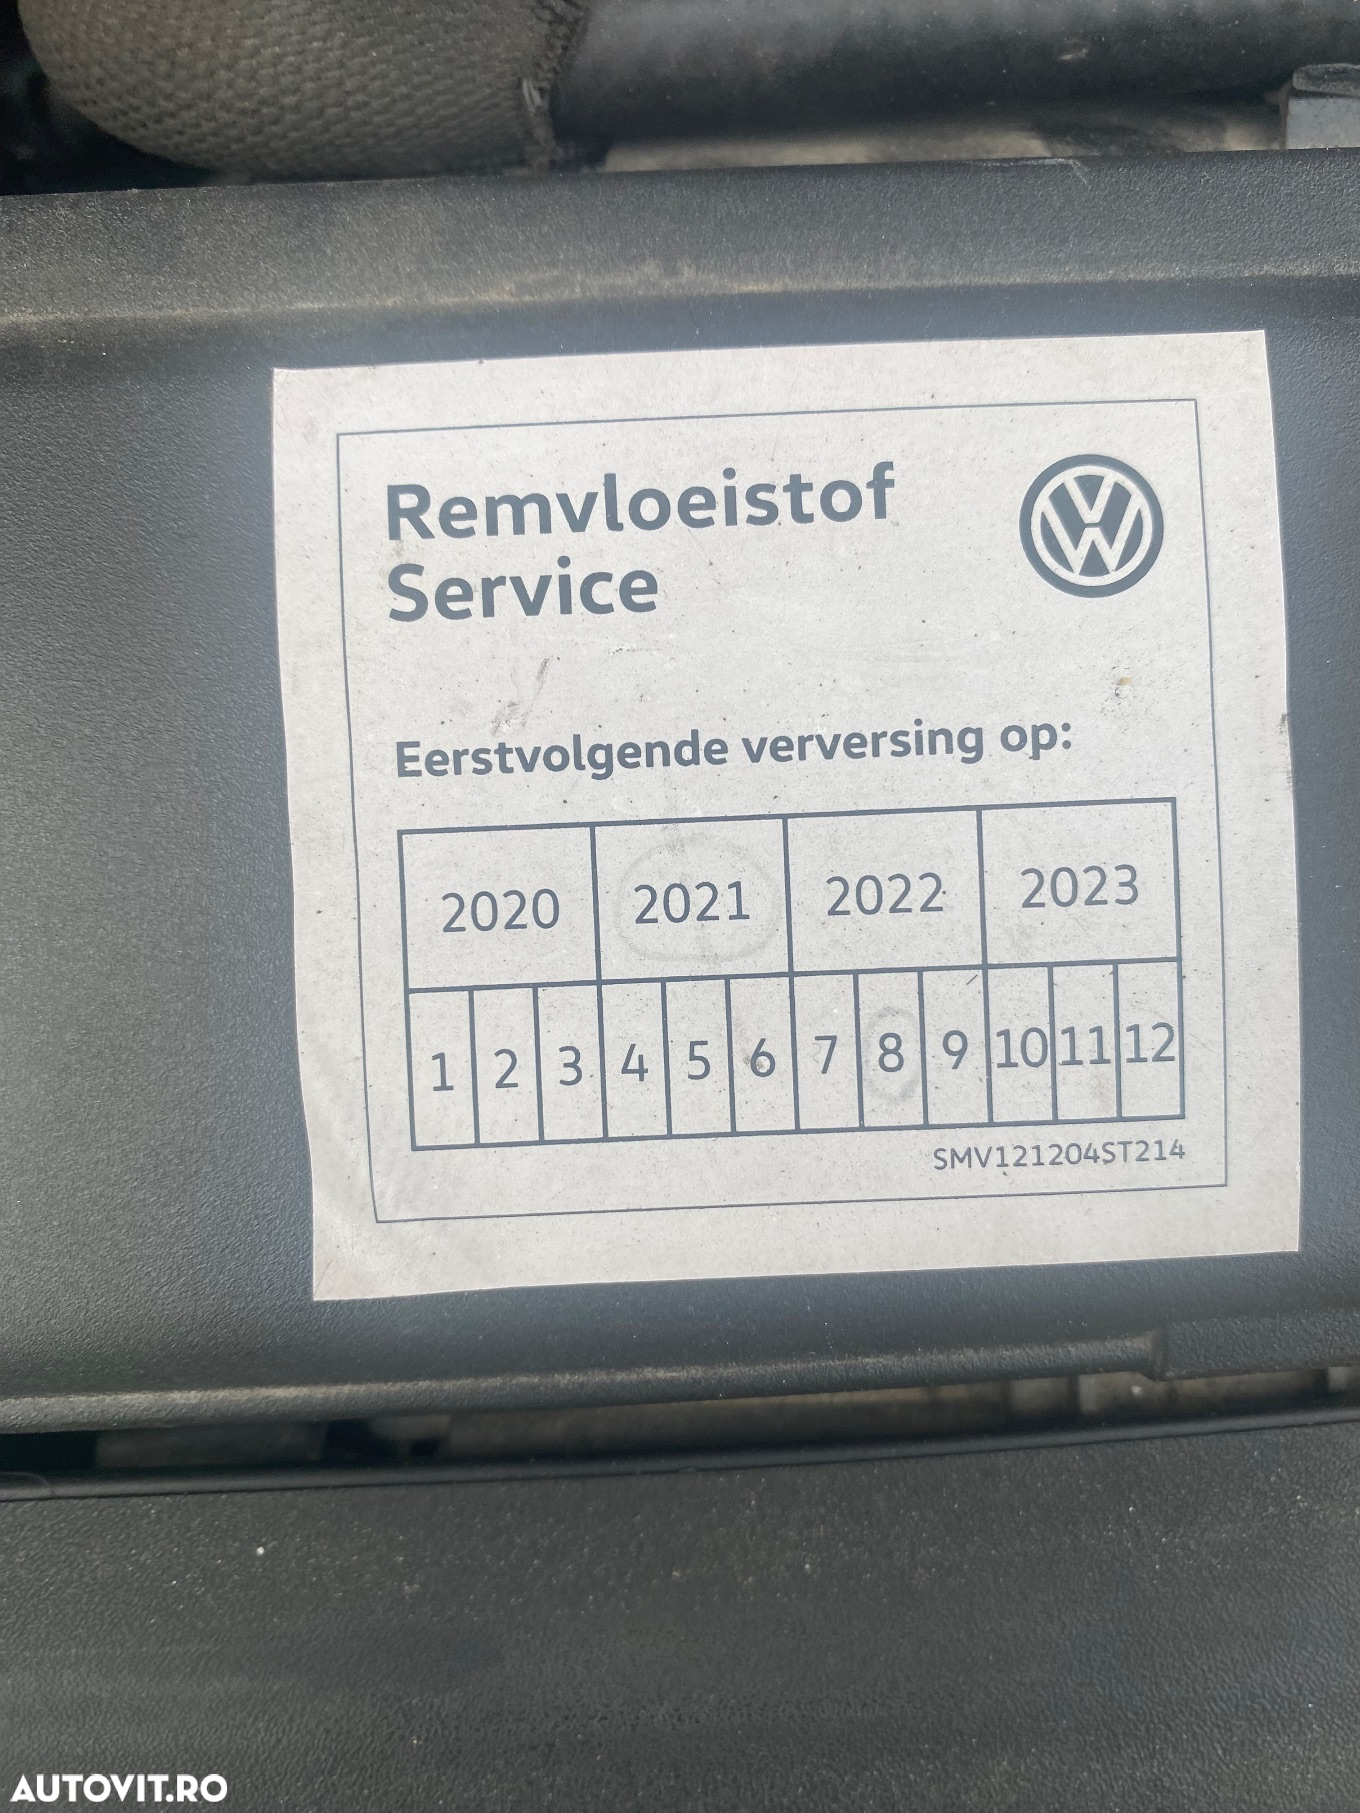 Remvloeistof
Service
Eerstvolgende verversing op:
2020 2021 2022 2023
1 2 3 4 5 6 7 8 9 10 11 12
SMV121204ST214
AUTOVIT.RO